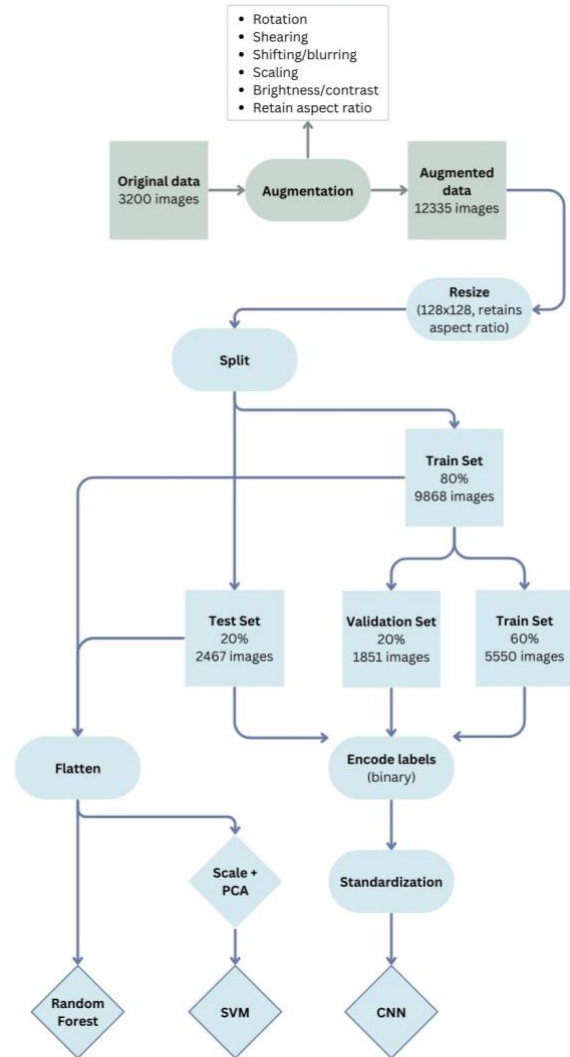 • Rotation
• Shearing
• Shifting/blurring
• Scaling
• Brightness/contrast
• Retain aspect ratio
Original data
3200 images
Augmentation
Augmented
data
12335 images
Resize
(128x128, retains
aspect ratio)
Split
Train Set
80%
9868 images
Test Set
20%
2467 images
Validation Set
20%
1851 images
Train Set
60%
5550 images
Flatten
Encode labels
(binary)
Scale +
PCA
Standardization
Random
Forest
SVM
CNN